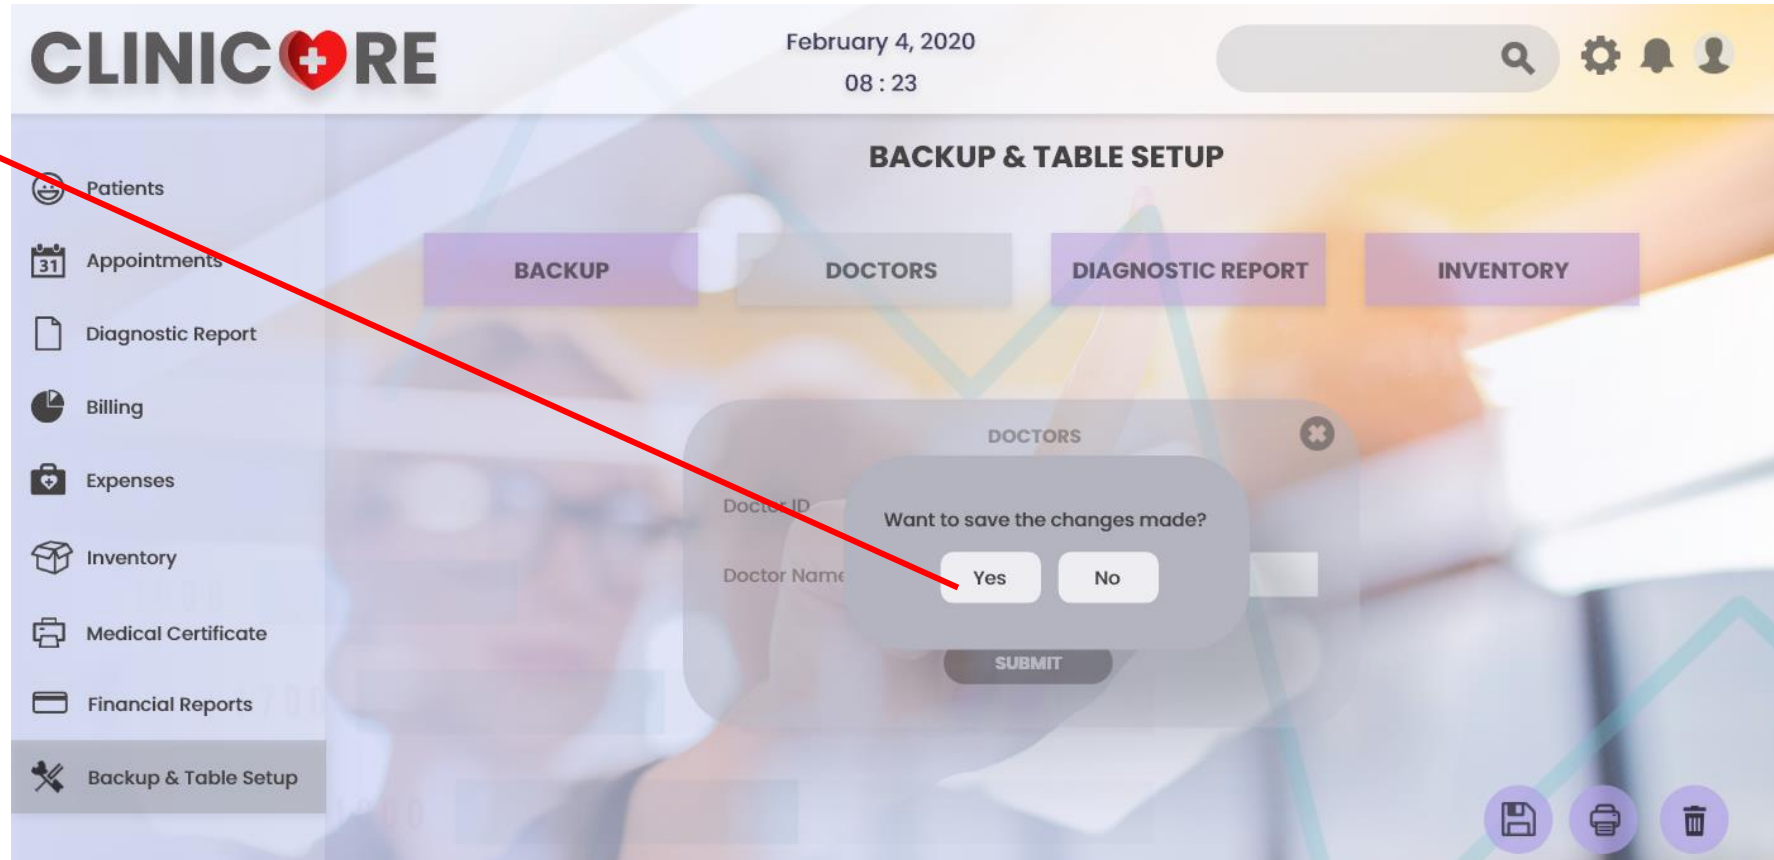 CLINICORE
February 4, 2020
08 : 23
Patients
31
Appointments
Diagnostic Report
Billing
Expenses
Inventory
Medical Certificate
Financial Reports
Backup & Table Setup
BACKUP & TABLE SETUP
BACKUP
DOCTORS
DIAGNOSTIC REPORT
INVENTORY
DOCTORS
Doctor ID
Doctor Name
Want to save the changes made?
Yes
No
SUBMIT